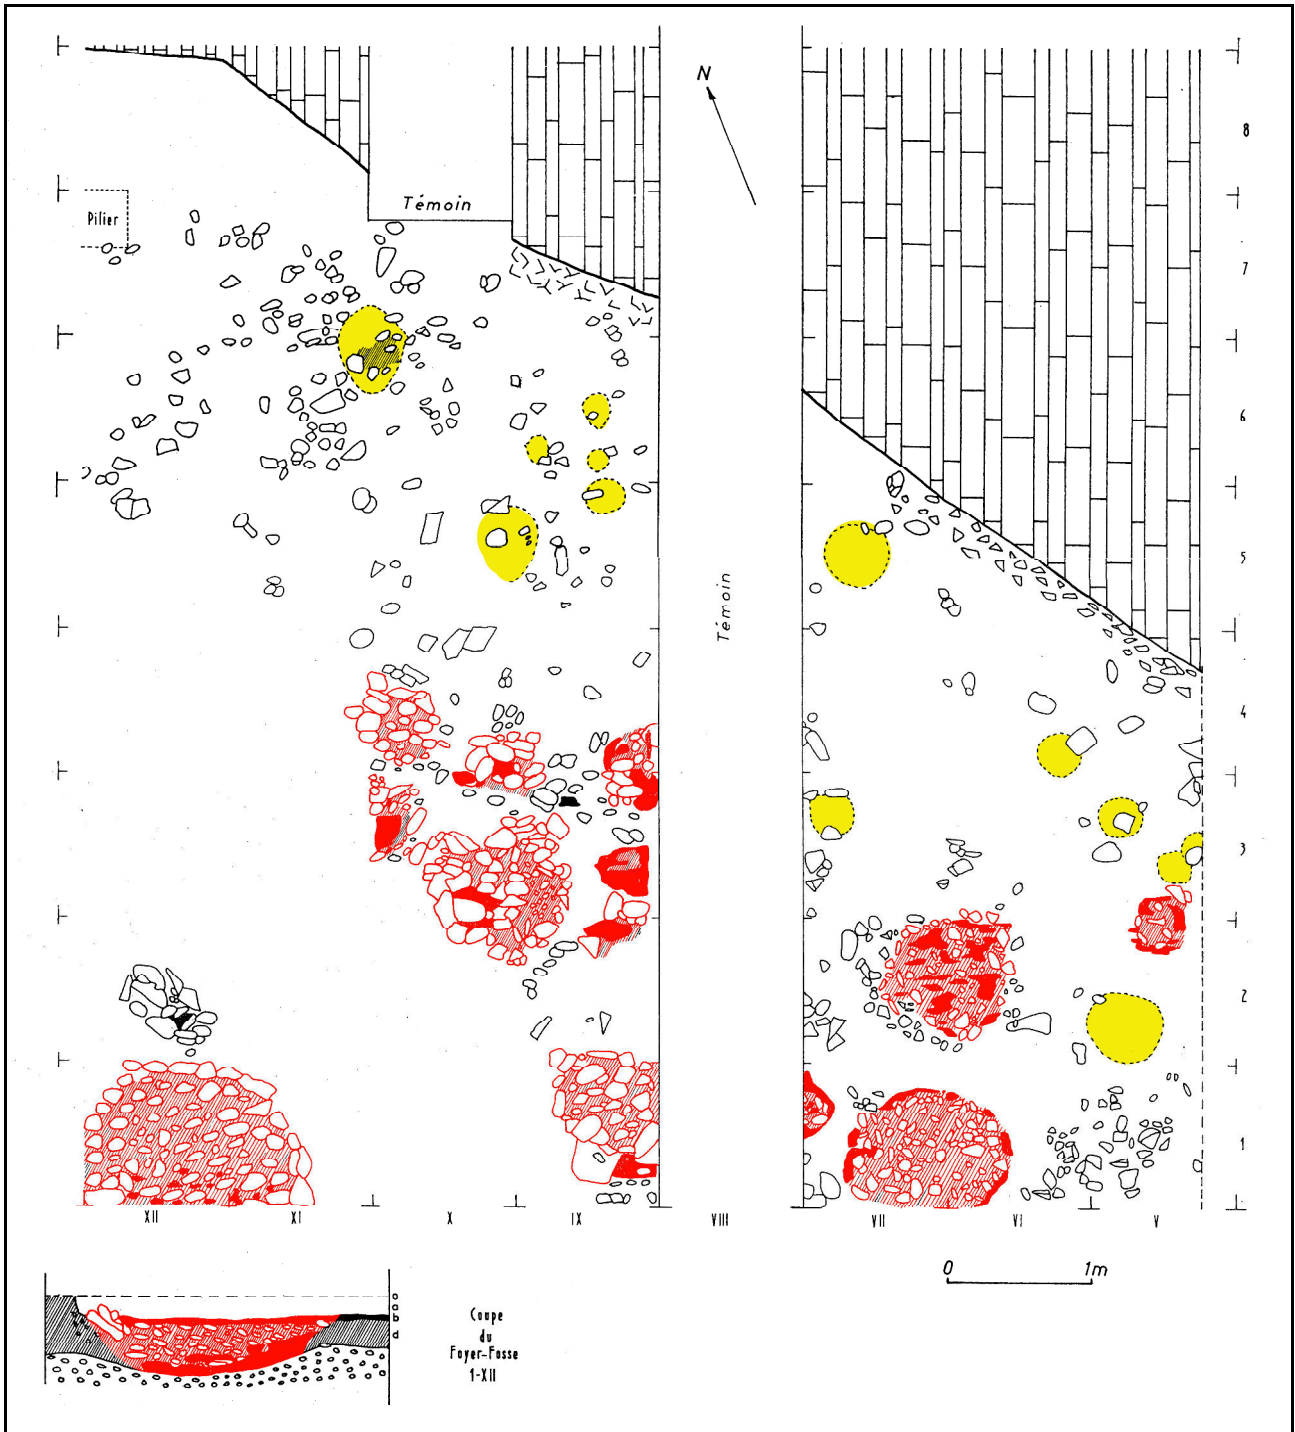 N
8
Témoin
Pilier
7
6
5
Témoin
4
3
2
1
XII XI X IX VIII VII VI V
0 1m
a
a
b
d
Coupe
du
Foyer-Fosse
1-XII